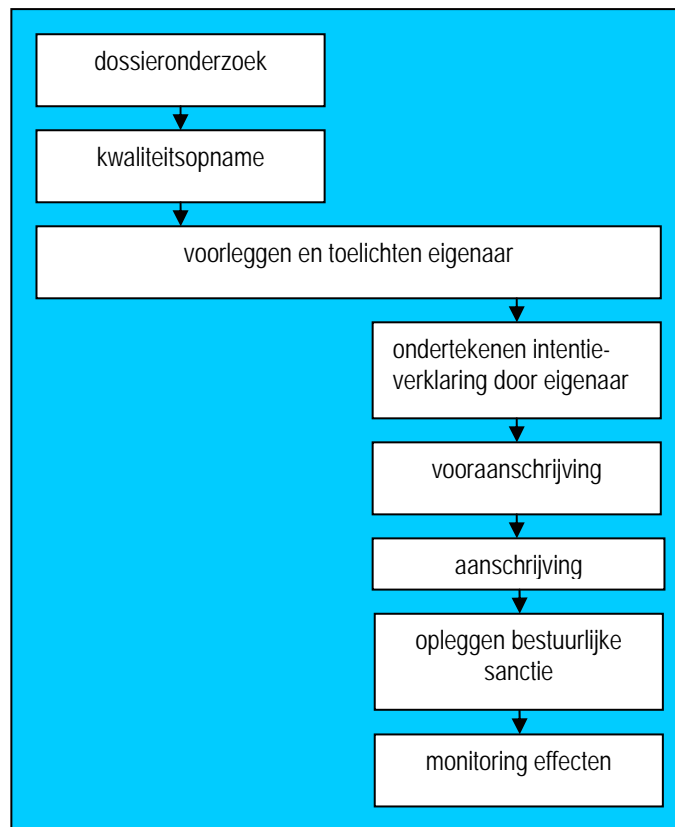 dossieronderzoek
kwaliteitsopname
voorleggen en toelichten eigenaar
ondertekenen intentie-
verklaring door eigenaar
vooraanschrijving
aanschrijving
opleggen bestuurlijke
sanctie
monitoring effecten